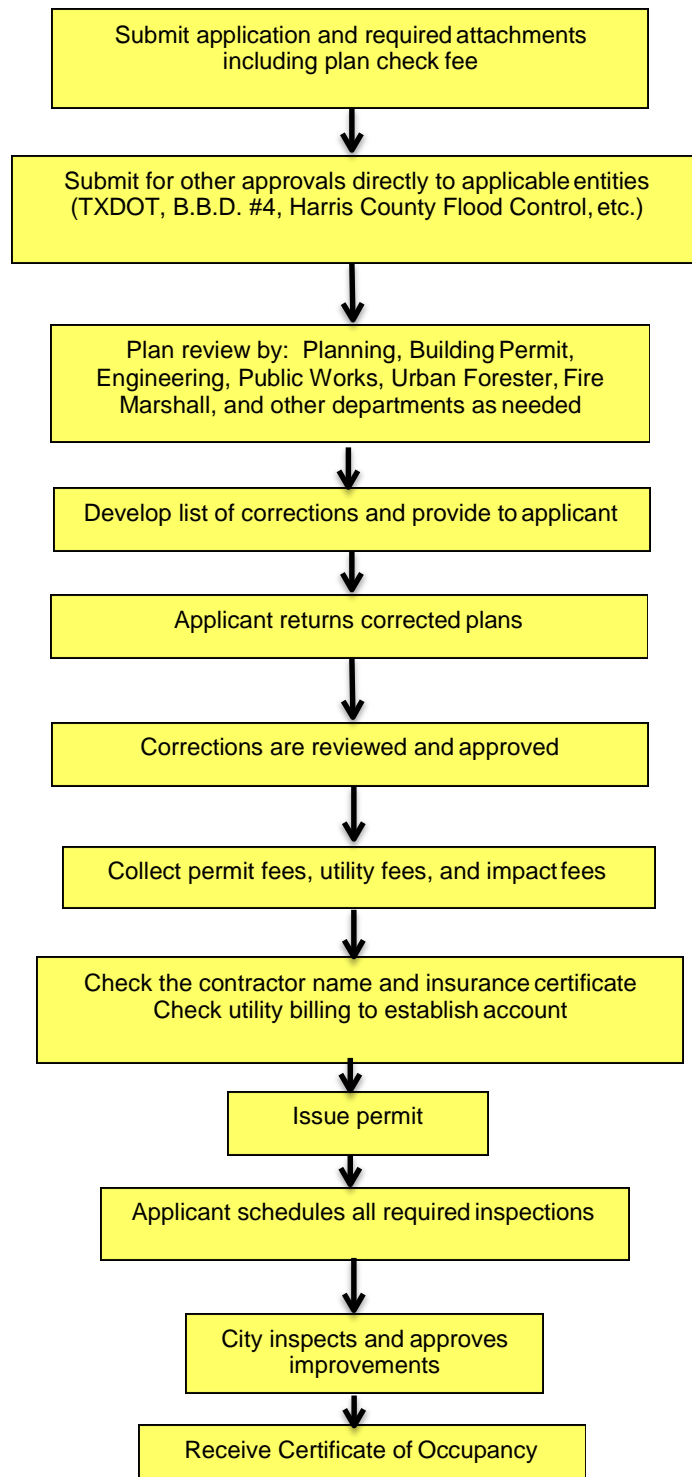 Submit application and required attachments
including plan check fee
Submit for other approvals directly to applicable entities
(TXDOT, B.B.D. #4, Harris County Flood Control, etc.)
Plan review by: Planning, Building Permit,
Engineering, Public Works, Urban Forester, Fire
Marshall, and other departments as needed
Develop list of corrections and provide to applicant
Applicant returns corrected plans
Corrections are reviewed and approved
Collect permit fees, utility fees, and impact fees
Check the contractor name and insurance certificate
Check utility billing to establish account
Issue permit
Applicant schedules all required inspections
City inspects and approves
improvements
Receive Certificate of Occupancy